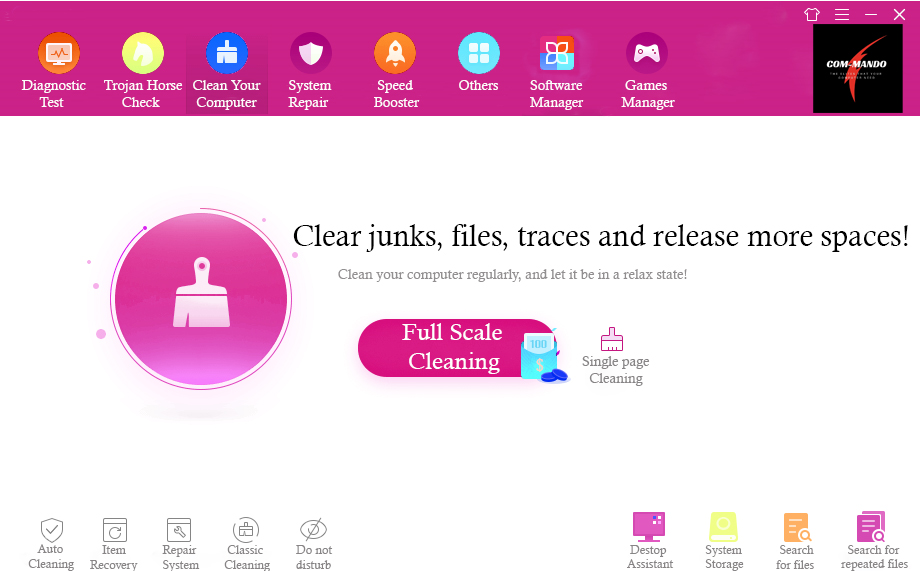 Diagnostic
Test
Trojan Horse
Check
Clean Your
Computer
System
Repair
Speed
Booster
Others
Software
Manager
Games
Manager
COM-MANDO
Clear junks, files, traces and release more spaces!
Clean your computer regularly, and let it be in a relax state!
Full Scale
Cleaning
100
$
Single page
Cleaning
Auto
Cleaning
Item
Recovery
Repair
System
Classic
Cleaning
Do not
disturb
Destop
Assistant
System
Storage
Search
for files
Search for
repeated files